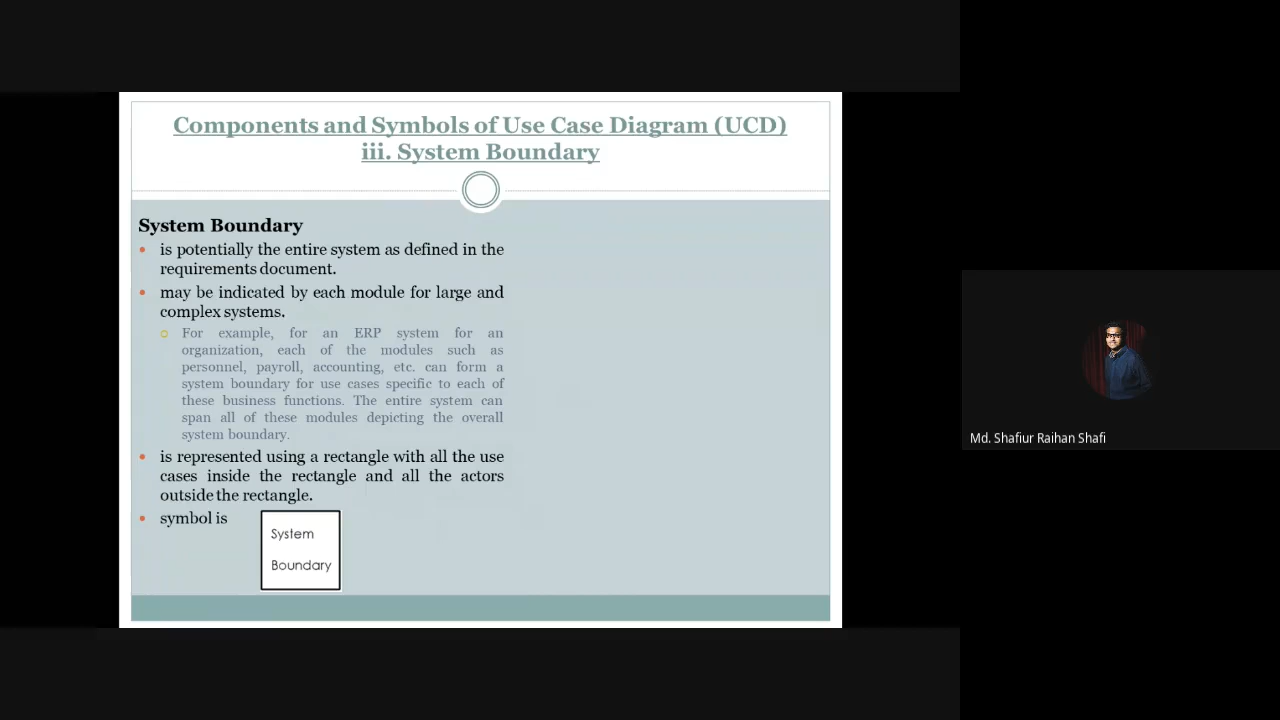 Components and Symbols of Use Case Diagram (UCD)
iii. System Boundary
System Boundary
• is potentially the entire system as defined in the
requirements document.
• may be indicated by each module for large and
complex systems.
○ For example, for an ERP system for an
organization, each of the modules such as
personnel, payroll, accounting, etc. can form a
system boundary for use cases specific to each of
these business functions. The entire system can
span all of these modules depicting the overall
system boundary.
• is represented using a rectangle with all the use
cases inside the rectangle and all the actors
outside the rectangle.
• symbol is
System
Boundary
Md. Shafiur Raihan Shafi